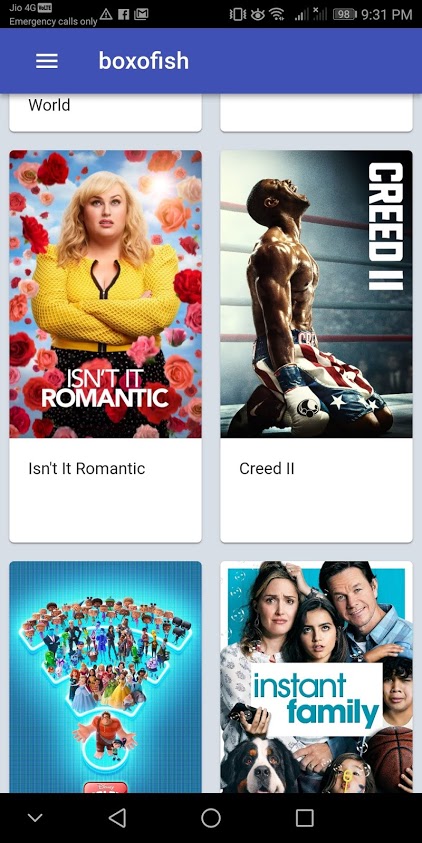 Jio 4G VoLTE
Emergency calls only
98
9:31 PM
boxofish
World
ISN'T IT
ROMANTIC
CREED II
Isn't It Romantic
Creed II
instant
family
Disney